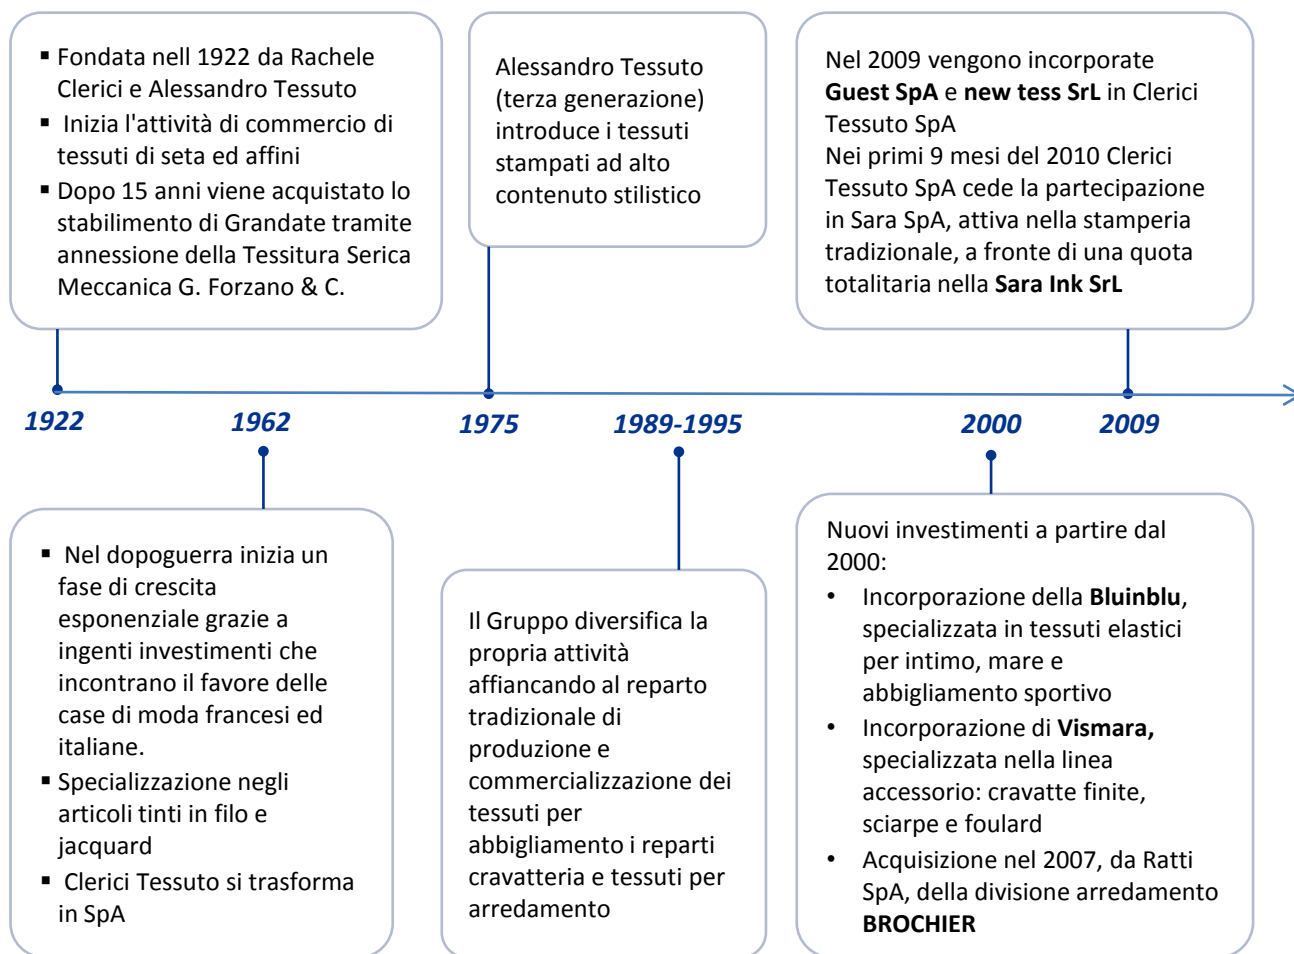 ▪ Fondata nell 1922 da Rachele
Clerici e Alessandro Tessuto
▪ Inizia l'attività di commercio di
tessuti di seta ed affini
▪ Dopo 15 anni viene acquistato lo
stabilimento di Grandate tramite
annessione della Tessitura Serica
Meccanica G. Forzano & C.
Alessandro Tessuto
(terza generazione)
introduce i tessuti
stampati ad alto
contenuto stilistico
Nel 2009 vengono incorporate
Guest SpA e new tess SrL in Clerici
Tessuto SpA
Nei primi 9 mesi del 2010 Clerici
Tessuto SpA cede la partecipazione
in Sara SpA, attiva nella stamperia
tradizionale, a fronte di una quota
totalitaria nella Sara Ink SrL
1922
1962
1975
1989-1995
2000
2009
▪ Nel dopoguerra inizia un
fase di crescita
esponenziale grazie a
ingenti investimenti che
incontrano il favore delle
case di moda francesi ed
italiane.
▪ Specializzazione negli
articoli tinti in filo e
jacquard
▪ Clerici Tessuto si trasforma
in SpA
Il Gruppo diversifica la
propria attività
affiancando al reparto
tradizionale di
produzione e
commercializzazione dei
tessuti per
abbigliamento i reparti
cravatteria e tessuti per
arredamento
Nuovi investimenti a partire dal
2000:
• Incorporazione della Bluinblu,
specializzata in tessuti elastici
per intimo, mare e
abbigliamento sportivo
• Incorporazione di Vismara,
specializzata nella linea
accessorio: cravatte finite,
sciarpe e foulard
• Acquisizione nel 2007, da Ratti
SpA, della divisione arredamento
BROCHIER